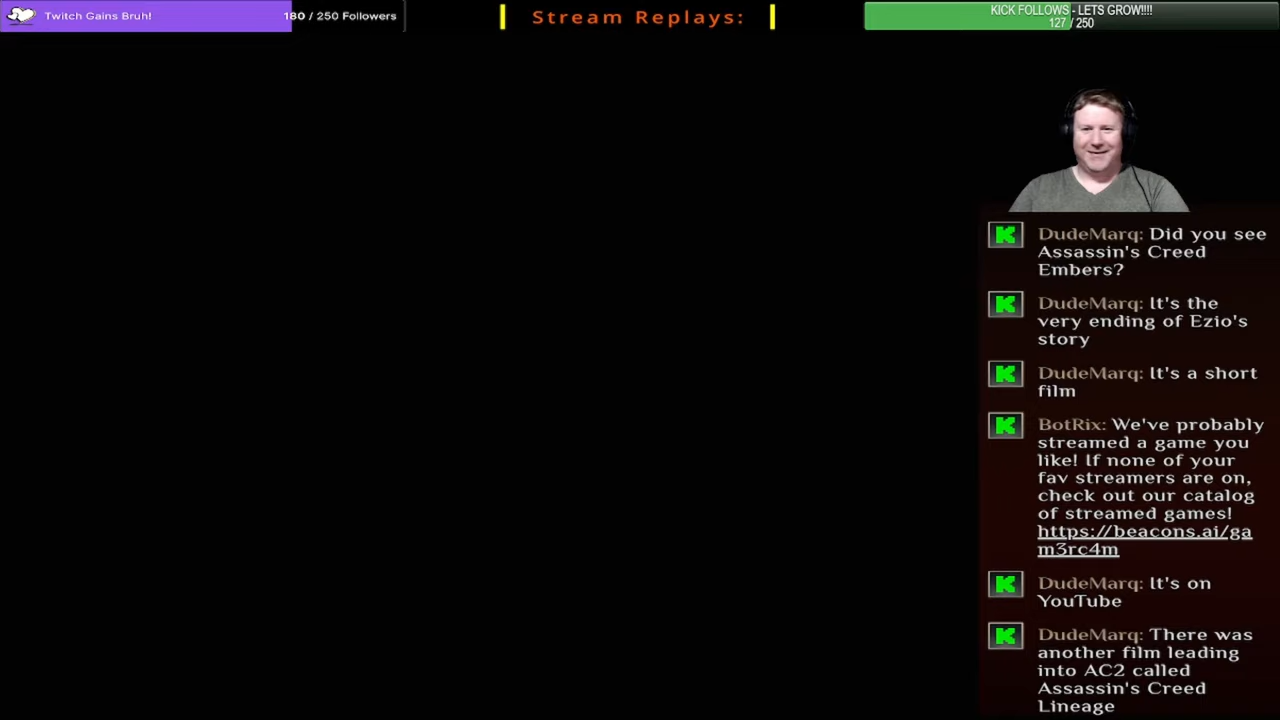 Twitch Gains Bruh!
180 / 250 Followers
Stream Replays:
KICK FOLLOWS - LETS GROW!!!!
127 / 250
DudeMarq: Did you see
Assassin's Creed
Embers?
DudeMarq: It's the
very ending of Ezio's
story
DudeMarq: It's a short
film
BotRix: We've probably
streamed a game you
like! If none of your
fav streamers are on,
check out our catalog
of streamed games!
https://beacons.ai/ga
m3rc4m
DudeMarq: It's on
YouTube
DudeMarq: There was
another film leading
into AC2 called
Assassin's Creed
Lineage